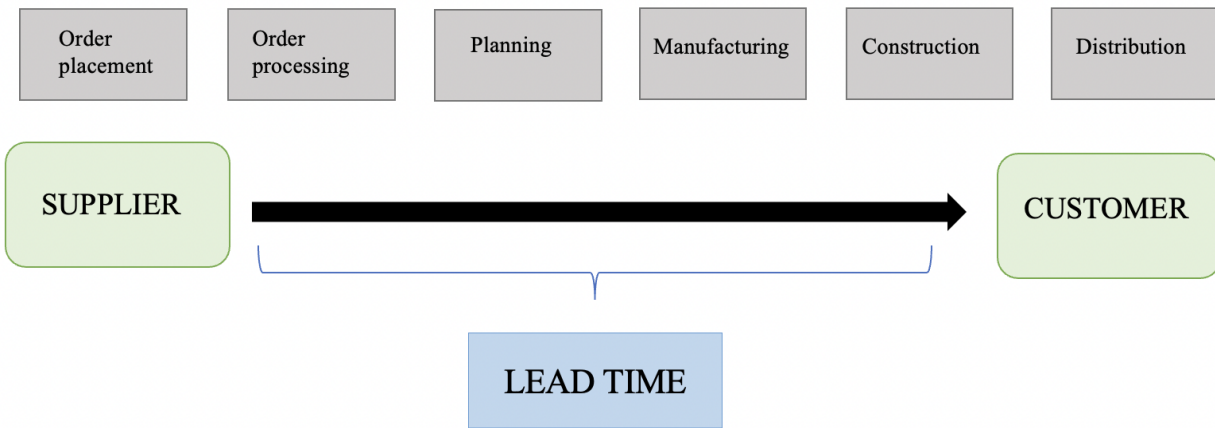 Order
placement
Order
processing
Planning
Manufacturing
Construction
Distribution
SUPPLIER
CUSTOMER
LEAD TIME